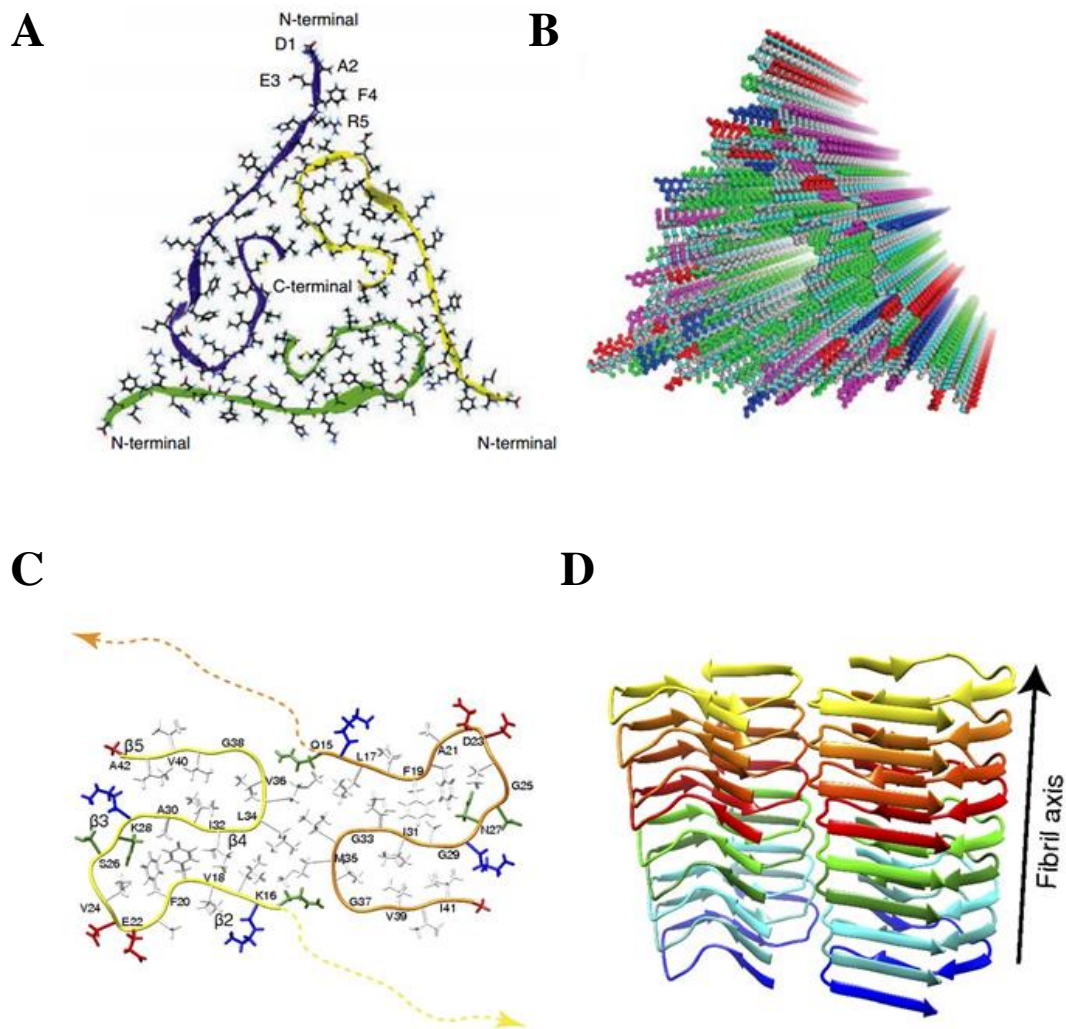 A
N-terminal
D1
A2
E3
F4
R5
C-terminal
N-terminal
N-terminal
B
C
β5
A42
V40
G38
Q15
L17
A21
D23
V36
F19
G25
A30
β3
K28
I32
L34
β4
G33
I31
N27
S26
M35
G29
V18
V24
F20
K16
G37
I41
E22
β2
V39
D
Fibril axis